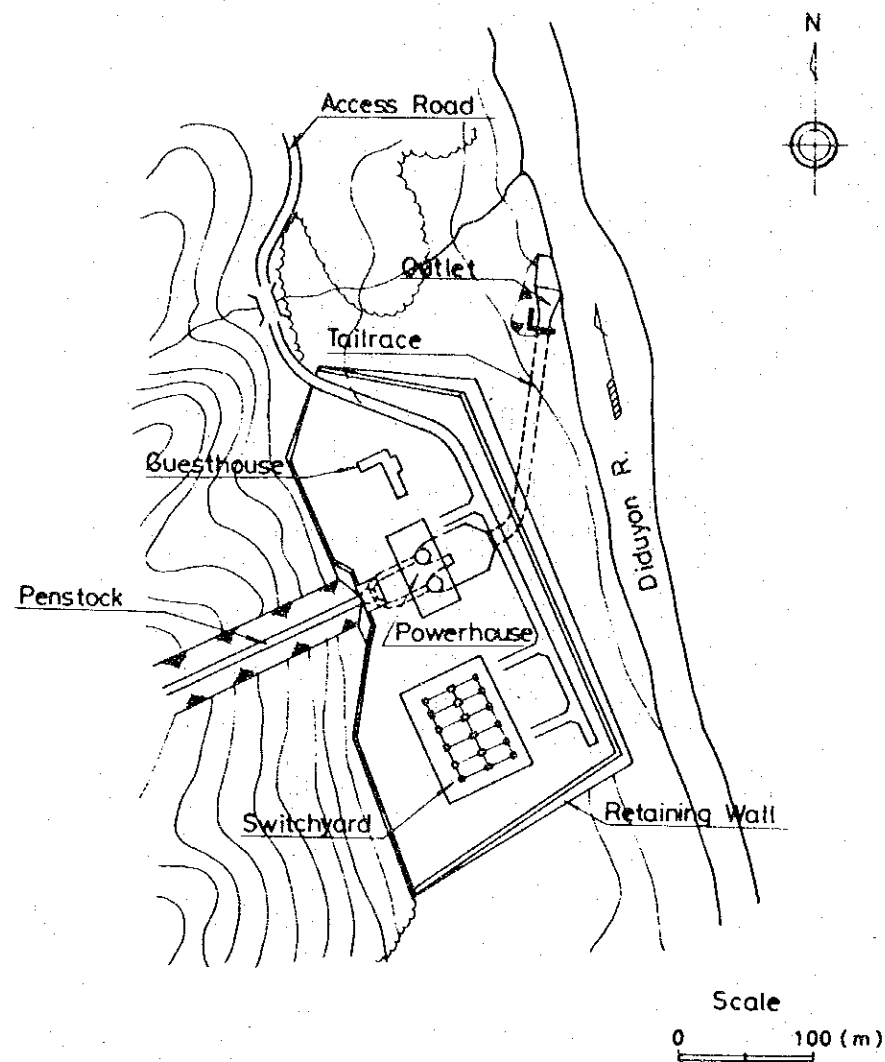 N
Access Road
Outlet
Tailrace
Guesthouse
Diduyon R.
Penstock
Powerhouse
Switchyard
Retaining Wall
Scale
0 100 (m)